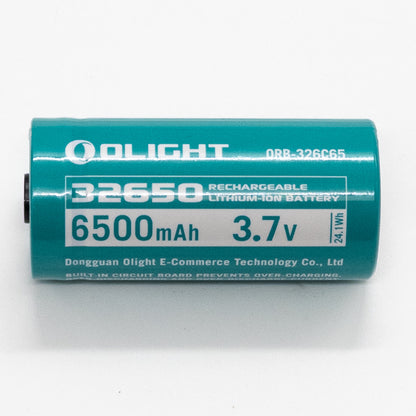 OLIGHT
ORB-326C65
32650 RECHARGEABLE
LITHIUM-ION BATTERY
6500mAh 3.7V
24.1Wh
Dongguan Olight E-Commerce Technology Co., Ltd
BUILT-IN CIRCUIT BOARD PREVENTS OVER-CHARGING,